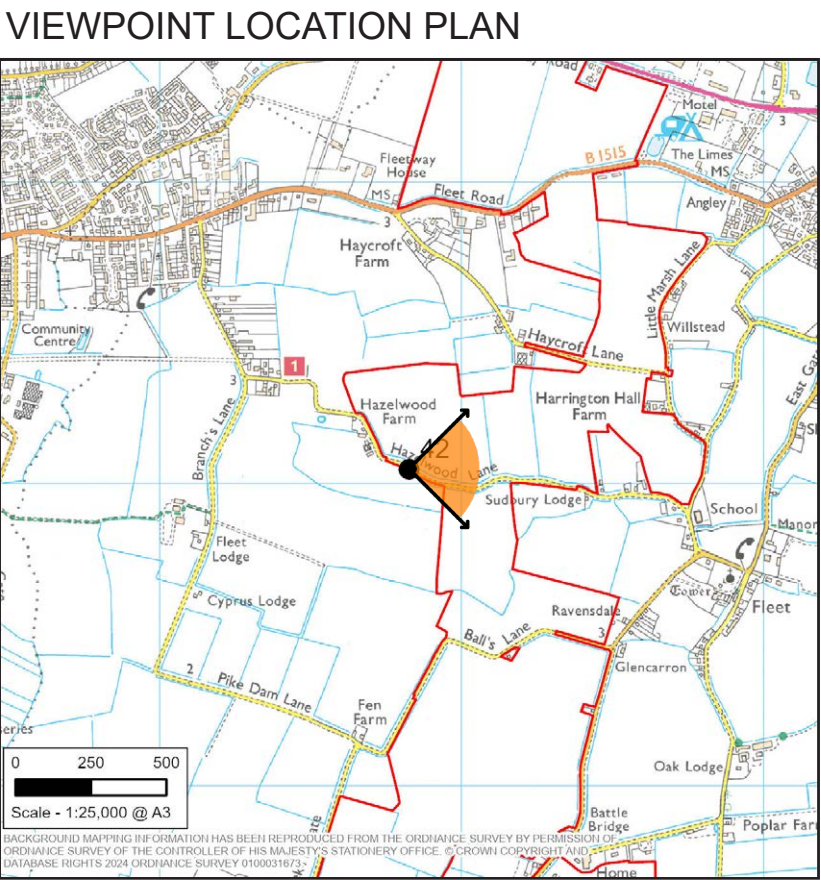 VIEWPOINT LOCATION PLAN
Road
Motel
3
Fleetway
House
B 1515
The Limes
MS
MS
Fleet Road
3
Angley
Haycroft
Farm
Little Marsh Lane
Willstead
Community
Centre
Haycroft Lane
1
3
Hazelwood
Farm
Harrington Hall
Farm
Branch's Lane
42
Hazelwood Lane
Sudbury Lodge
School
Manor
Fleet
Lodge
Tower
Fleet
Cyprus Lodge
Ravensdale
Ball's Lane
3
Glencarron
2
Pike Dam Lane
Fen
Farm
Oak Lodge
0 250 500
Scale - 1:25,000 @ A3
Battle
Bridge
Poplar Farm
Home
BACKGROUND MAPPING INFORMATION HAS BEEN REPRODUCED FROM THE ORDNANCE SURVEY BY PERMISSION OF
ORDNANCE SURVEY OF THE CONTROLLER OF HIS MAJESTY'S STATIONERY OFFICE. © CROWN COPYRIGHT AND
DATABASE RIGHTS 2024 ORDNANCE SURVEY 0100031673